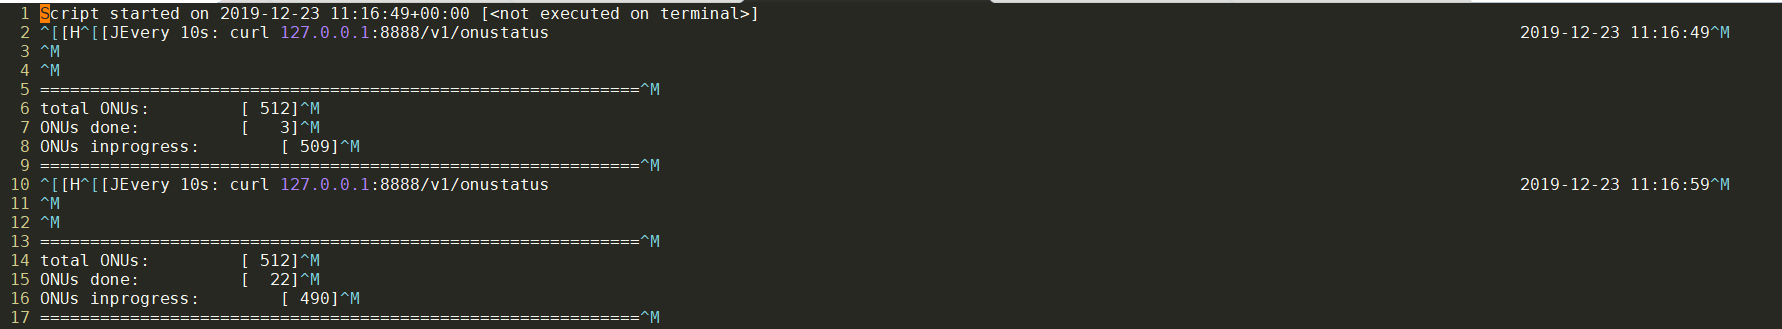 1 Script started on 2019-12-23 11:16:49+00:00 [<not executed on terminal>]
2 ^[[H^[[JEvery 10s: curl 127.0.0.1:8888/v1/onustatus 2019-12-23 11:16:49^M
3 ^M
4 ^M
5 ============================================================^M
6 total ONUs:         [ 512]^M
7 ONUs done:          [   3]^M
8 ONUs inprogress:        [ 509]^M
9 ============================================================^M
10 ^[[H^[[JEvery 10s: curl 127.0.0.1:8888/v1/onustatus 2019-12-23 11:16:59^M
11 ^M
12 ^M
13 ============================================================^M
14 total ONUs:         [ 512]^M
15 ONUs done:          [  22]^M
16 ONUs inprogress:        [ 490]^M
17 ============================================================^M